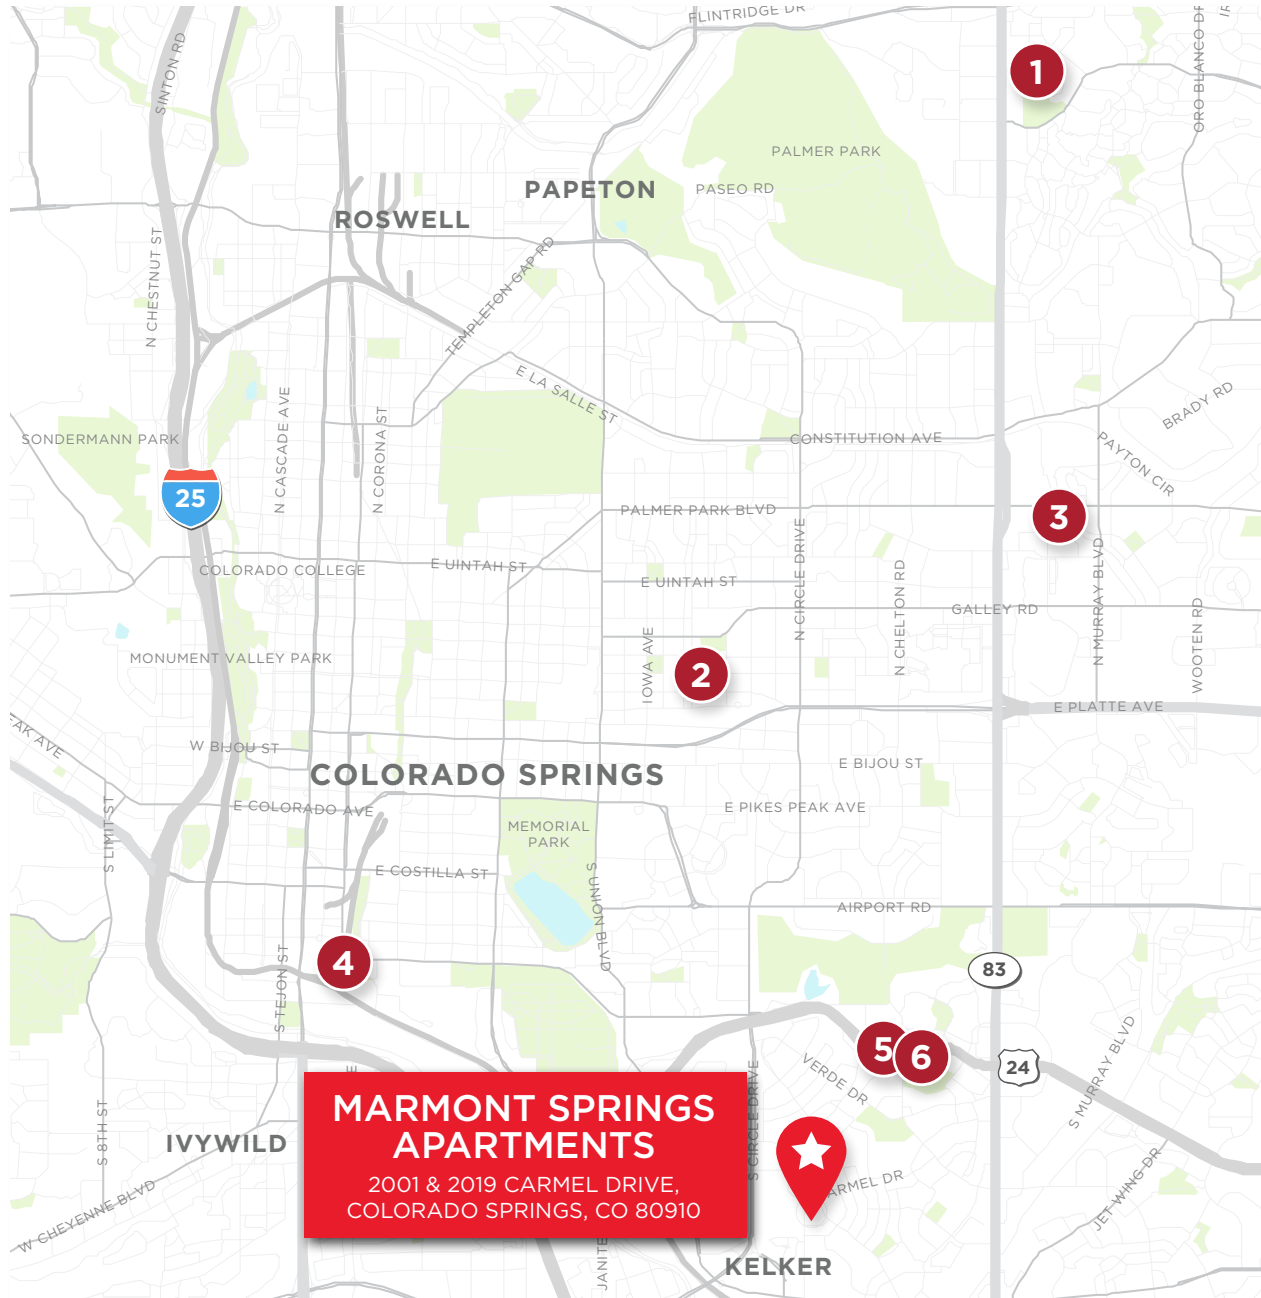 FLINTRIDGE DR
SINTON RD
1
ORO BLANCO DR
PALMER PARK
PAPETON
PASEO RD
ROSWELL
N CHESTNUT ST
TEMPLETON GAP RD
E LA SALLE ST
N CASCADE AVE
N CORONA ST
BRADY RD
SONDERMANN PARK
CONSTITUTION AVE
PAYTON CIR
25
PALMER PARK BLVD
3
N CIRCLE DRIVE
COLORADO COLLEGE
E UINTAH ST
E UINTAH ST
N CHELTON RD
N MURRAY BLVD
GALLEY RD
WOOTEN RD
MONUMENT VALLEY PARK
IOWA AVE
2
E PLATTE AVE
EAK AVE
W BIJOU ST
COLORADO SPRINGS
E BIJOU ST
S LIMIT ST
E COLORADO AVE
E PIKES PEAK AVE
MEMORIAL
PARK
E COSTILLA ST
S UNION BLVD
AIRPORT RD
4
S TEJON ST
83
5
6
24
VERDE DR
S MURRAY BLVD
S CIRCLE DRIVE
MARMONT SPRINGS
APARTMENTS
2001 & 2019 CARMEL DRIVE,
COLORADO SPRINGS, CO 80910
S 8TH ST
IVYWILD
ARMEL DR
W CHEYENNE BLVD
JET WING DR
JANITE
KELKER